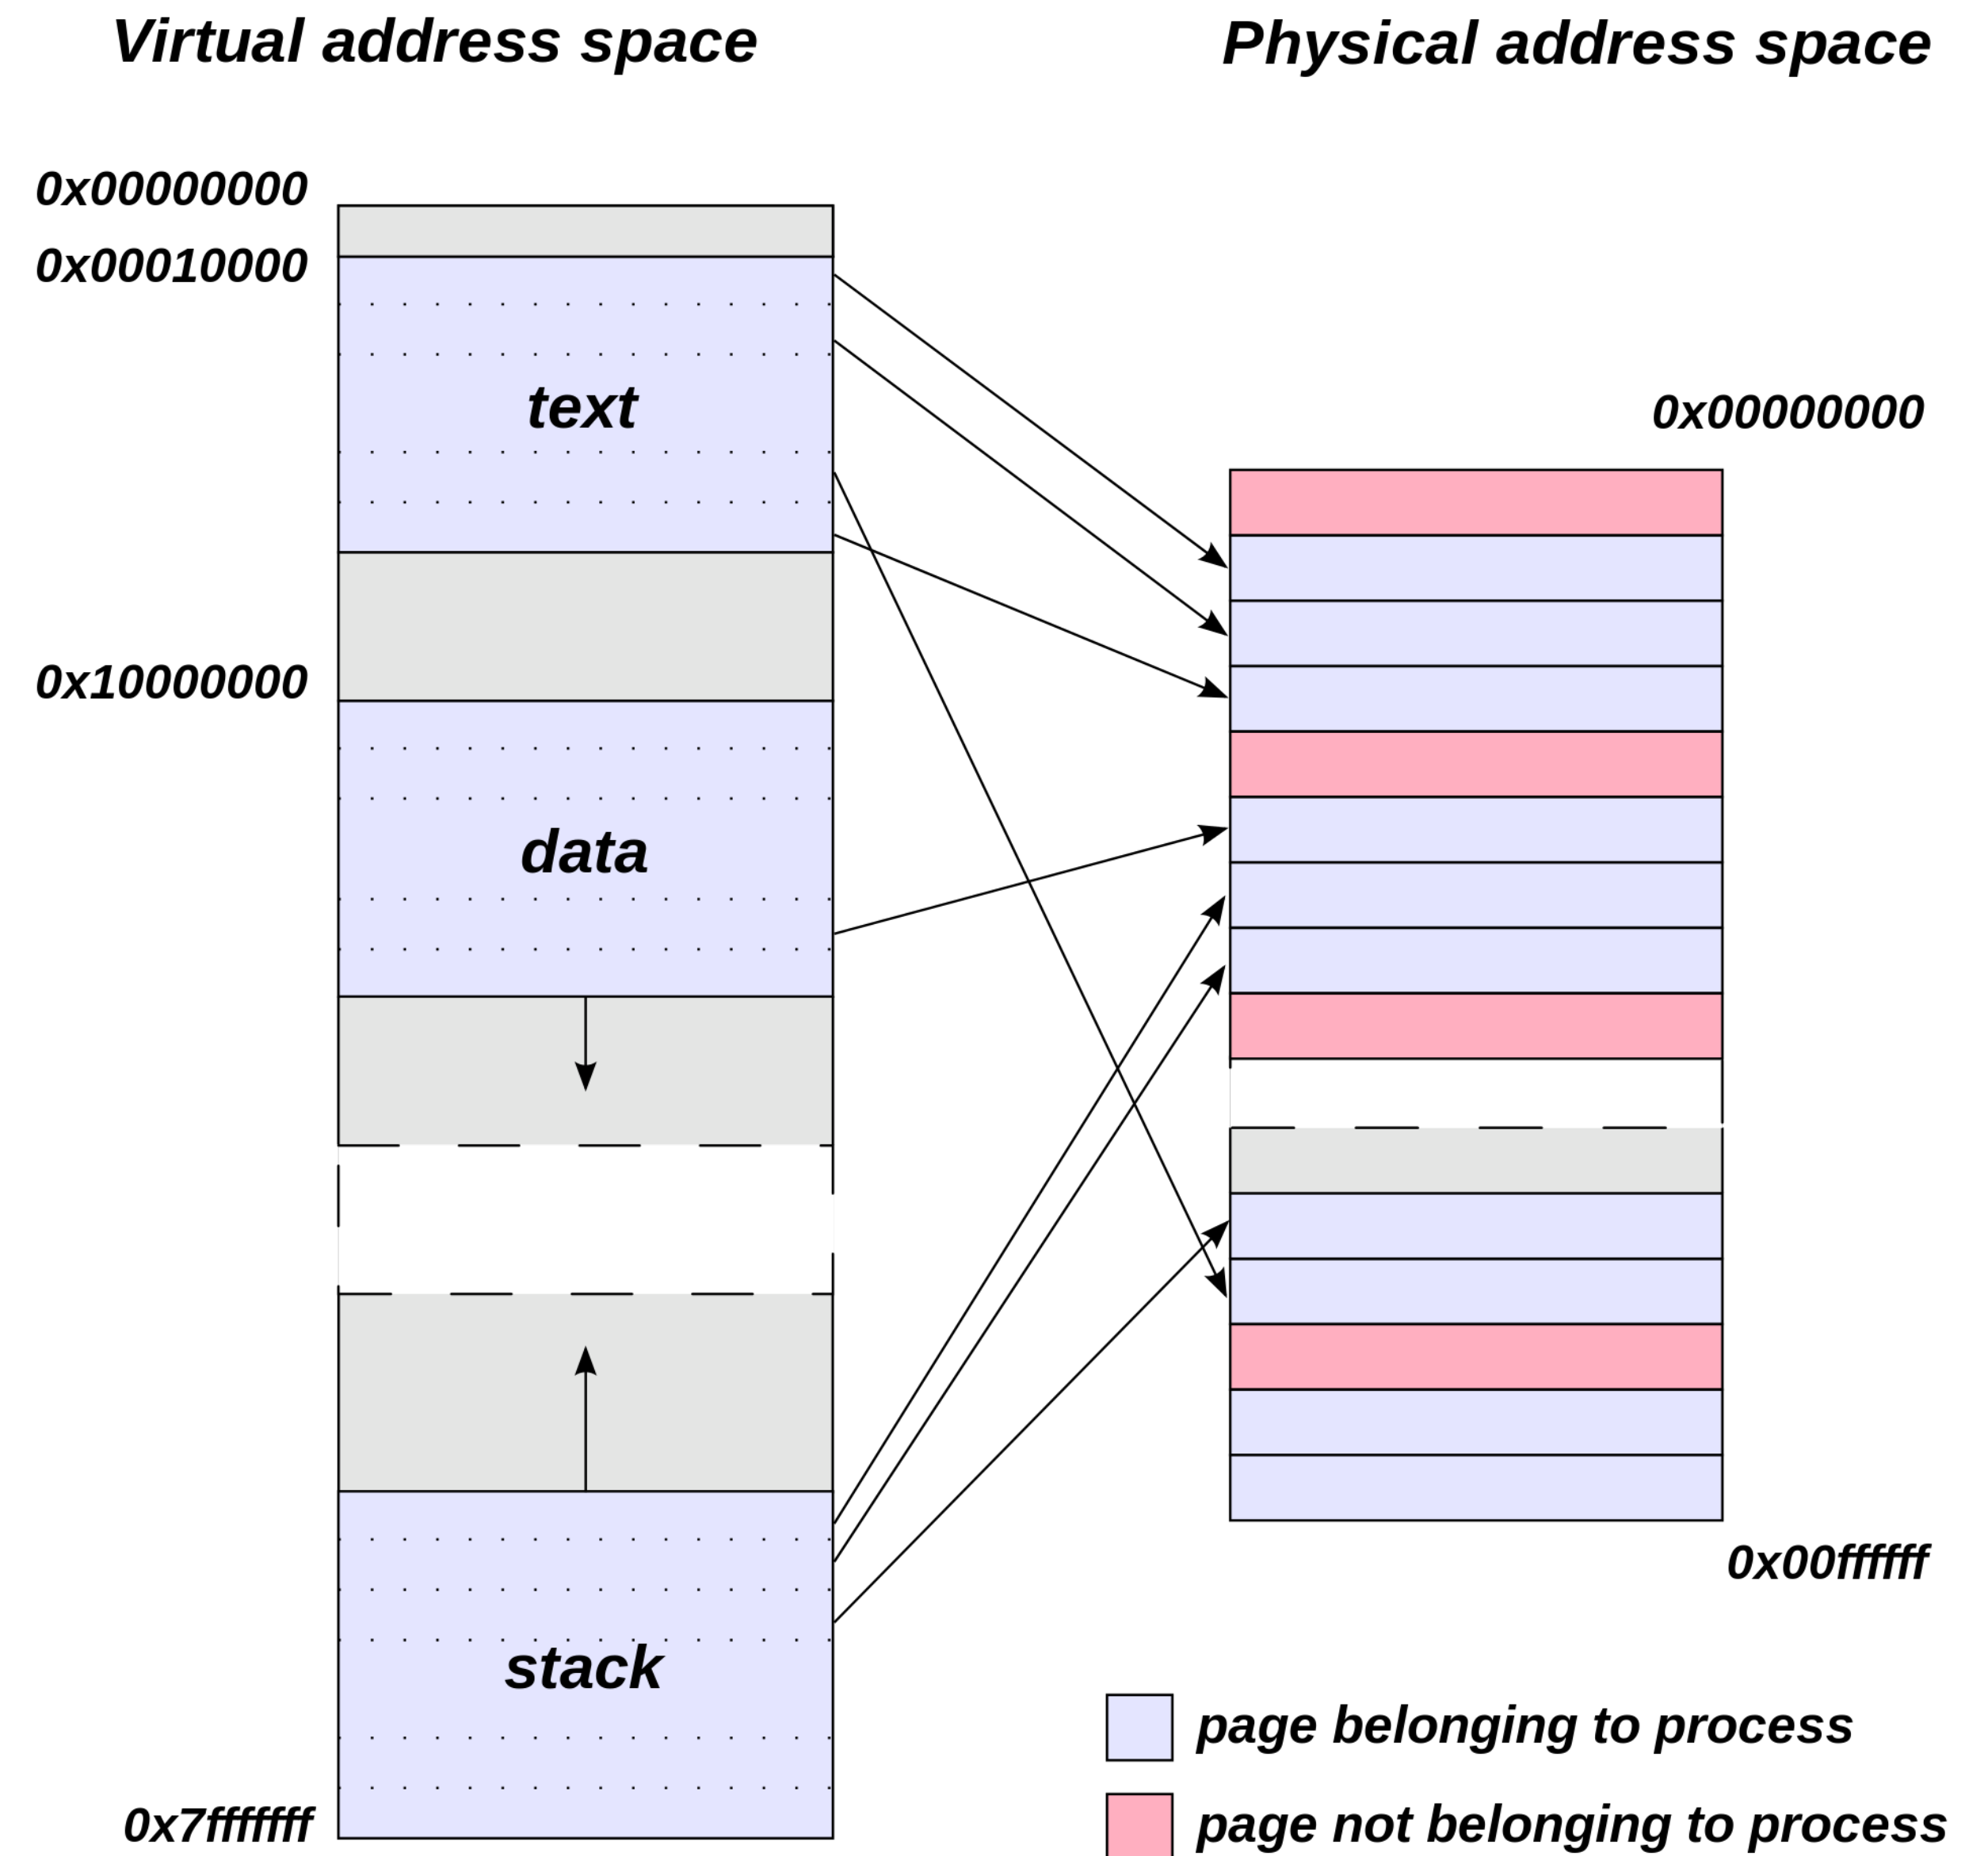 Virtual address space
Physical address space
0x00000000
0x00010000
text
0x00000000
0x10000000
data
0x00ffffff
stack
page belonging to process
0x7fffffff
page not belonging to process